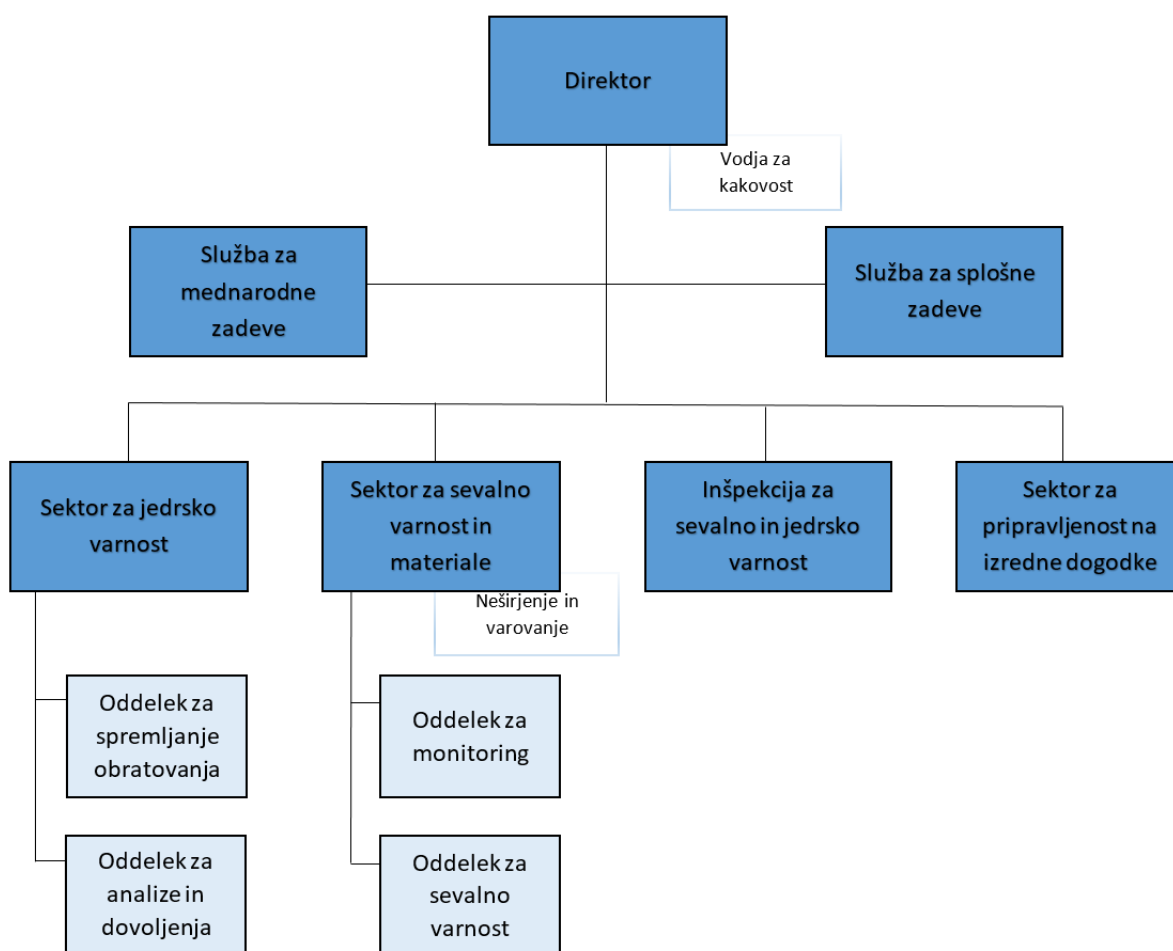 Direktor
Vodja za
kakovost
Služba za
mednarodne
zadeve
Služba za splošne
zadeve
Sektor za jedrsko
varnost
Sektor za sevalno
varnost in
materiale
Inšpekcija za
sevalno in jedrsko
varnost
Sektor za
pripravljenost na
izredne dogodke
Neširjenje in
varovanje
Oddelek za
spremljanje
obratovanja
Oddelek za
monitoring
Oddelek za
analize in
dovoljenja
Oddelek za
sevalno
varnost